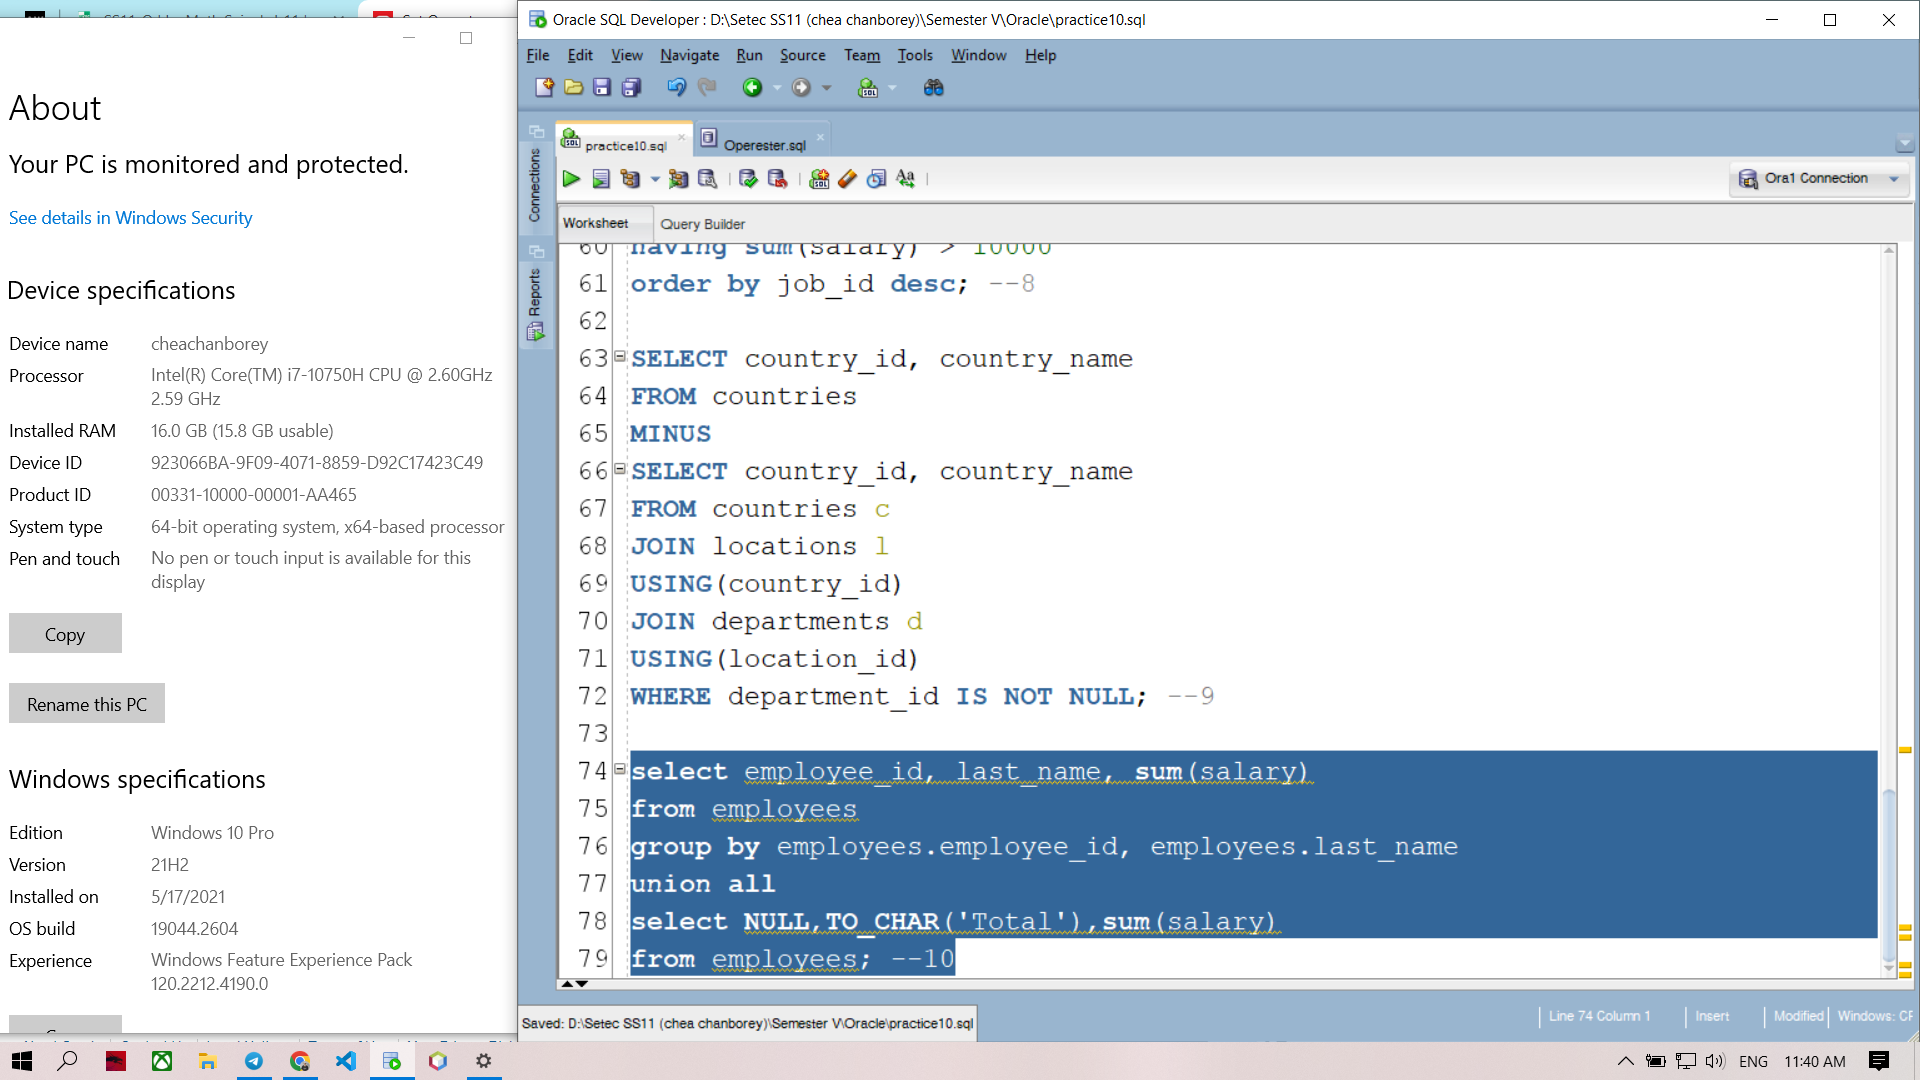 About
Your PC is monitored and protected.
See details in Windows Security
Device specifications
Device name cheachanborey
Processor Intel(R) Core(TM) i7-10750H CPU @ 2.60GHz
2.59 GHz
Installed RAM 16.0 GB (15.8 GB usable)
Device ID 923066BA-9F09-4071-8859-D92C17423C49
Product ID 00331-10000-00001-AA465
System type 64-bit operating system, x64-based processor
Pen and touch No pen or touch input is available for this
display
Copy
Rename this PC
Windows specifications
Edition Windows 10 Pro
Version 21H2
Installed on 5/17/2021
OS build 19044.2604
Experience Windows Feature Experience Pack
120.2212.4190.0
Oracle SQL Developer : D:\Setec SS11 (chea chanborey)\Semester V\Oracle\practice10.sql
File Edit View Navigate Run Source Team Tools Window Help
practice10.sql Operester.sql
Connections
Reports
Ora1 Connection
Worksheet Query Builder
60 having sum(salary) > 10000
61 order by job_id desc; --8
62
63 SELECT country_id, country_name
64 FROM countries
65 MINUS
66 SELECT country_id, country_name
67 FROM countries c
68 JOIN locations l
69 USING(country_id)
70 JOIN departments d
71 USING(location_id)
72 WHERE department_id IS NOT NULL; --9
73
74 select employee_id, last_name, sum(salary)
75 from employees
76 group by employees.employee_id, employees.last_name
77 union all
78 select NULL,TO_CHAR('Total'),sum(salary)
79 from employees; --10
Saved: D:\Setec SS11 (chea chanborey)\Semester V\Oracle\practice10.sql
Line 74 Column 1 Insert Modified Windows: CF
ENG 11:40 AM